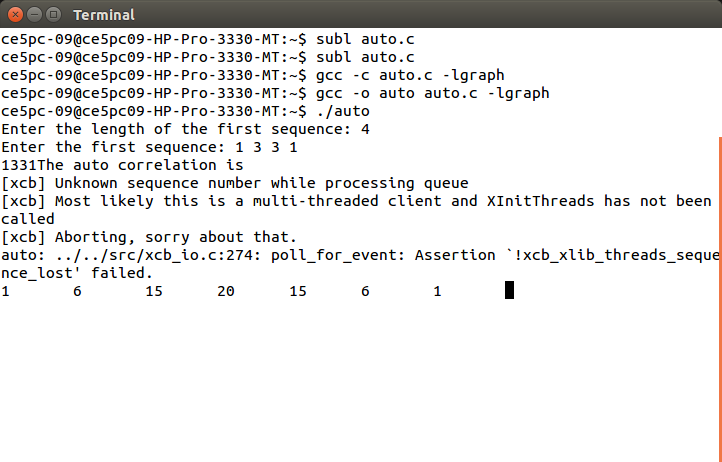 Terminal
ce5pc-09@ce5pc09-HP-Pro-3330-MT:~$ subl auto.c
ce5pc-09@ce5pc09-HP-Pro-3330-MT:~$ subl auto.c
ce5pc-09@ce5pc09-HP-Pro-3330-MT:~$ gcc -c auto.c -lgraph
ce5pc-09@ce5pc09-HP-Pro-3330-MT:~$ gcc -o auto auto.c -lgraph
ce5pc-09@ce5pc09-HP-Pro-3330-MT:~$ ./auto
Enter the length of the first sequence: 4
Enter the first sequence: 1 3 3 1
1331The auto correlation is
[xcb] Unknown sequence number while processing queue
[xcb] Most likely this is a multi-threaded client and XInitThreads has not been
called
[xcb] Aborting, sorry about that.
auto: ../../src/xcb_io.c:274: poll_for_event: Assertion `!xcb_xlib_threads_seque
nce_lost' failed.
1       6       15      20      15      6       1